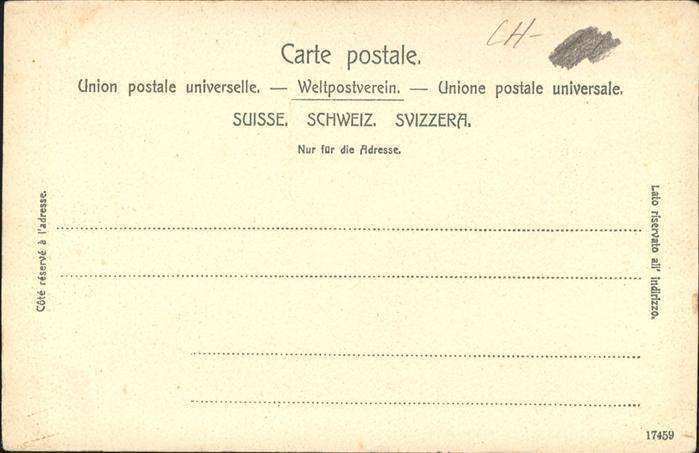 CH-
Carte postale.
Union postale universelle. — Weltpostverein. — Unione postale universale.
SUISSE. SCHWEIZ. SVIZZERA.
Nur für die Adresse.
Côté réservé à l'adresse.
Lato riservato all' indirizzo.
17459